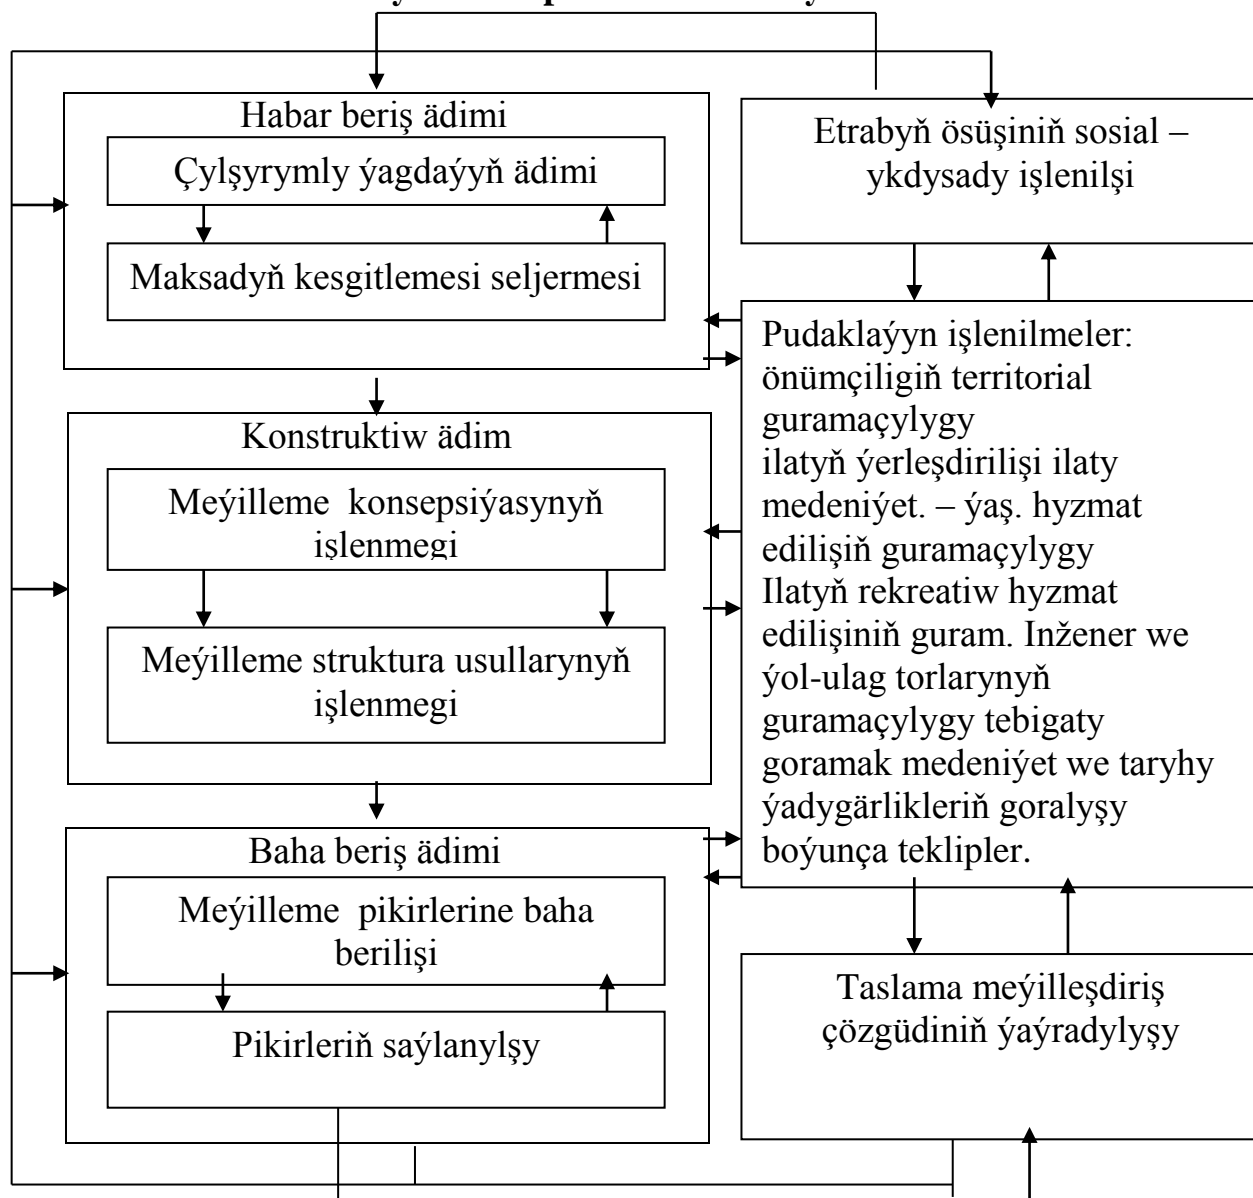 Habar beriş ädimi
Çylşyrymly ýagdaýyň ädimi
Maksadyň kesgitlemesi seljermesi
Konstruktiw ädim
Meýilleme konsepsiýasynyň
işlenmegi
Meýilleme struktura usullarynyň
işlenmegi
Baha beriş ädimi
Meýilleme pikirlerine baha
berilişi
Pikirleriň saýlanylşy
Etrabyň ösüşiniň sosial –
ykdysady işlenilşi
Pudaklaýyn işlenilmeler:
önümçiligiň territorial
guramaçylygy
ilatyň ýerleşdirilişi ilaty
medeniýet. – ýaş. hyzmat
edilişiň guramaçylygy
Ilatyň rekreatiw hyzmat
edilişiniň guram. Inžener we
ýol-ulag torlarynyň
guramaçylygy tebigaty
goramak medeniýet we taryhy
ýadygärlikleriň goralyşy
boýunça teklipler.
Taslama meýilleşdiriş
çözgüdiniň ýaýradylyşy